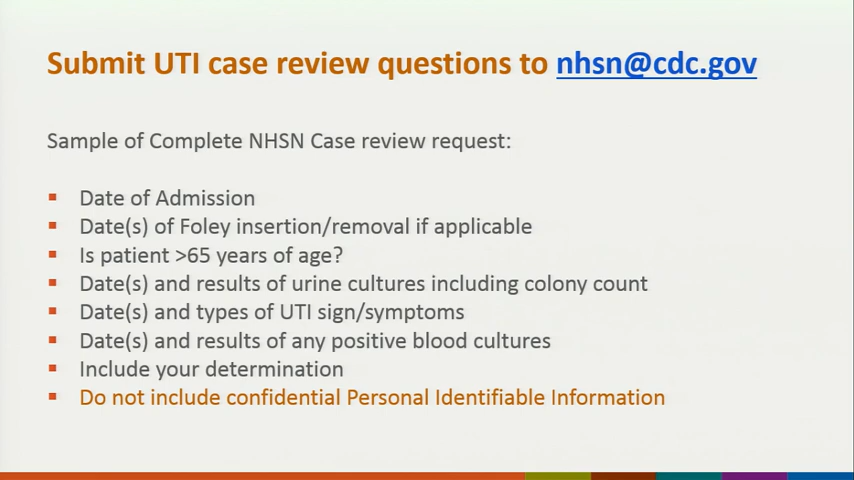 Submit UTI case review questions to nhsn@cdc.gov
Sample of Complete NHSN Case review request:
Date of Admission
Date(s) of Foley insertion/removal if applicable
Is patient >65 years of age?
Date(s) and results of urine cultures including colony count
Date(s) and types of UTI sign/symptoms
Date(s) and results of any positive blood cultures
Include your determination
Do not include confidential Personal Identifiable Information